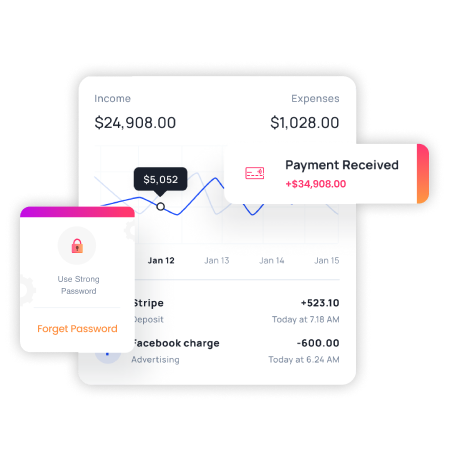 Income
Expenses
$24,908.00
$1,028.00
Payment Received
+$34,908.00
$5,052
Use Strong
Password
Forget Password
Jan 12
Jan 13
Jan 14
Jan 15
Stripe
+523.10
Deposit
Today at 7.18 AM
Facebook charge
-600.00
Advertising
Today at 6.24 AM